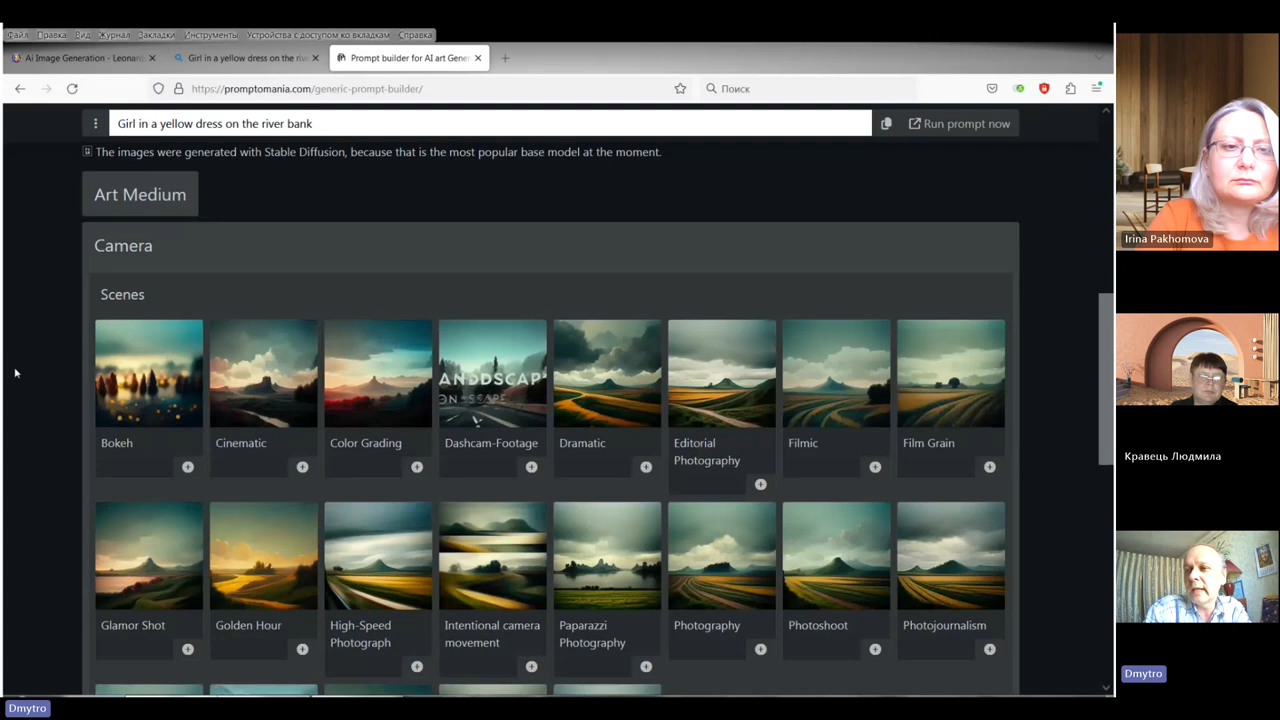 Файл Правка Вид Журнал Закладки Инструменты Устройства с доступом ко вкладкам Справка
Ai Image Generation - Leonard
Girl in a yellow dress on the riv
Prompt builder for AI art Gener
https://promptomania.com/generic-prompt-builder/
Поиск
Girl in a yellow dress on the river bank
Run prompt now
The images were generated with Stable Diffusion, because that is the most popular base model at the moment.
Art Medium
Camera
Scenes
ANDDSCAP
ON SCAPE
Bokeh
Cinematic
Color Grading
Dashcam-Footage
Dramatic
Editorial
Photography
Filmic
Film Grain
Glamor Shot
Golden Hour
High-Speed
Photograph
Intentional camera
movement
Paparazzi
Photography
Photography
Photoshoot
Photojournalism
Irina Pakhomova
Кравець Людмила
Dmytro
Dmytro